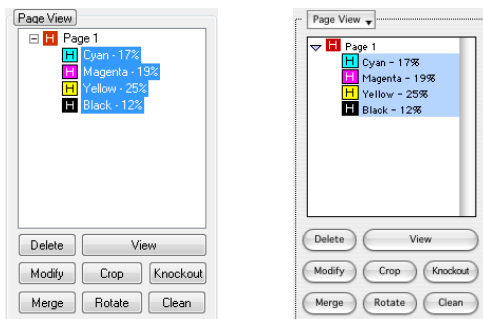 Page View
H Page 1
H Cyan - 17%
H Magenta - 19%
H Yellow - 25%
H Black - 12%
Delete View
Modify Crop Knockout
Merge Rotate Clean
Page View
H Page 1
H Cyan - 17%
H Magenta - 19%
H Yellow - 25%
H Black - 12%
Delete View
Modify Crop Knockout
Merge Rotate Clean